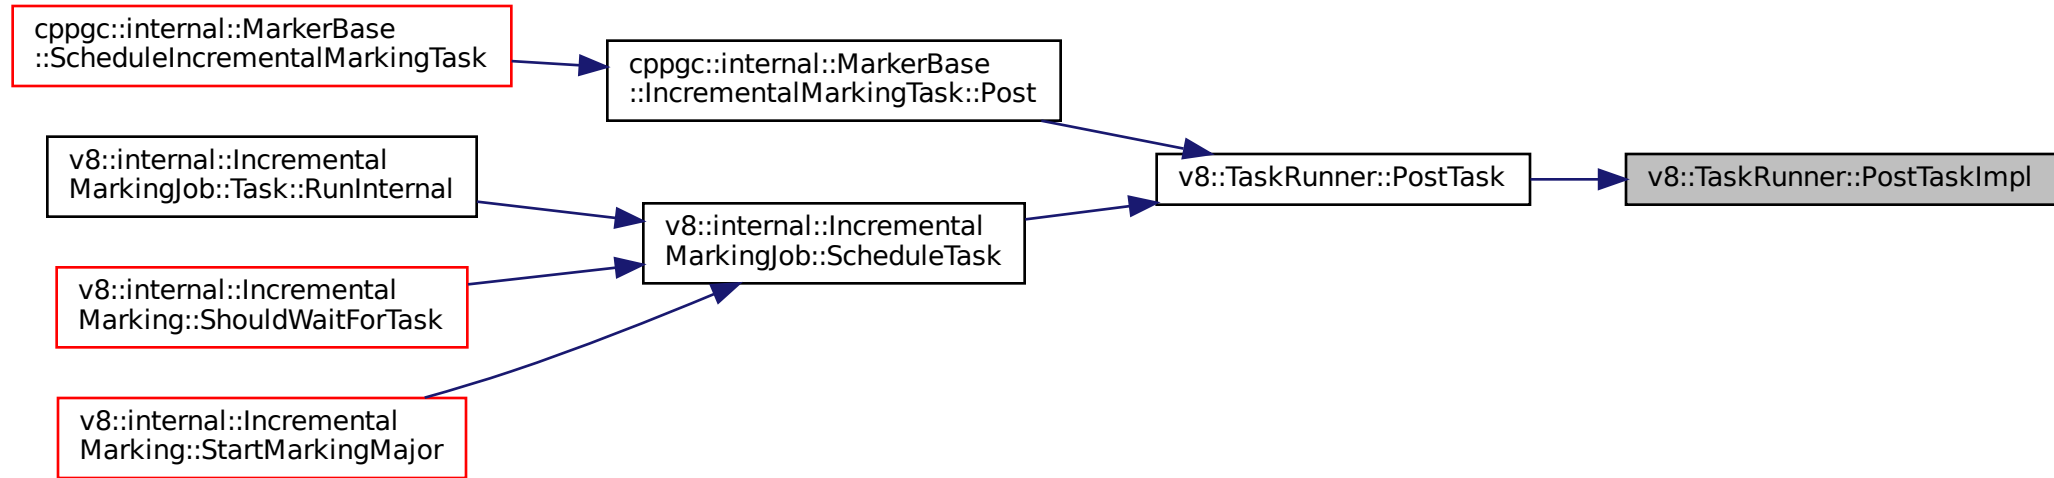 cppgc::internal::MarkerBase
::ScheduleIncrementalMarkingTask
cppgc::internal::MarkerBase
::IncrementalMarkingTask::Post
v8::internal::Incremental
MarkingJob::Task::RunInternal
v8::TaskRunner::PostTask
v8::TaskRunner::PostTaskImpl
v8::internal::Incremental
MarkingJob::ScheduleTask
v8::internal::Incremental
Marking::ShouldWaitForTask
v8::internal::Incremental
Marking::StartMarkingMajor